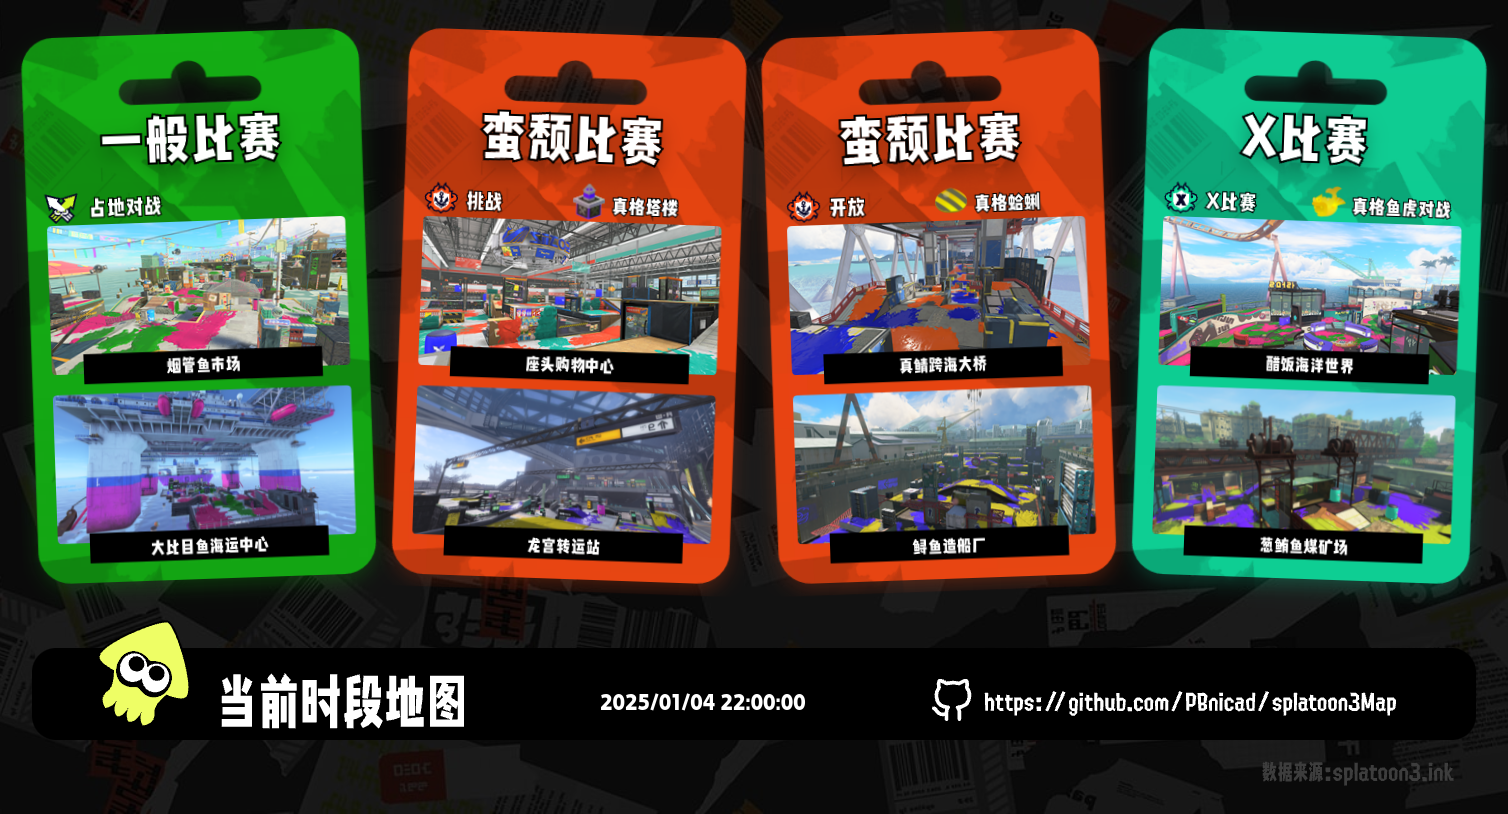 一般比赛
占地对战
烟管鱼市场
大比目鱼海运中心
蛮颓比赛
挑战
真格塔楼
座头购物中心
龙宫转运站
蛮颓比赛
开放
真格蛤蜊
真鲷跨海大桥
鲟鱼造船厂
X比赛
X比赛
真格鱼虎对战
醋饭海洋世界
葱鲔鱼煤矿场
当前时段地图
2025/01/04 22:00:00
https://github.com/PBnicad/splatoon3Map
数据来源:splatoon3.ink